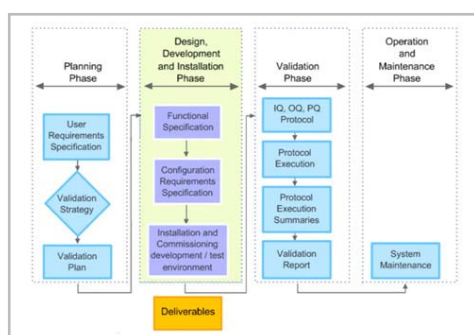 Planning
Phase
Design,
Development
and Installation
Phase
Validation
Phase
Operation
and
Maintenance
Phase
User
Requirements
Specification
Validation
Strategy
Validation
Plan
Functional
Specification
Configuration
Requirements
Specification
Installation and
Commissioning
development / test
environment
IQ, OQ, PQ
Protocol
Protocol
Execution
Protocol
Execution
Summaries
Validation
Report
System
Maintenance
Deliverables